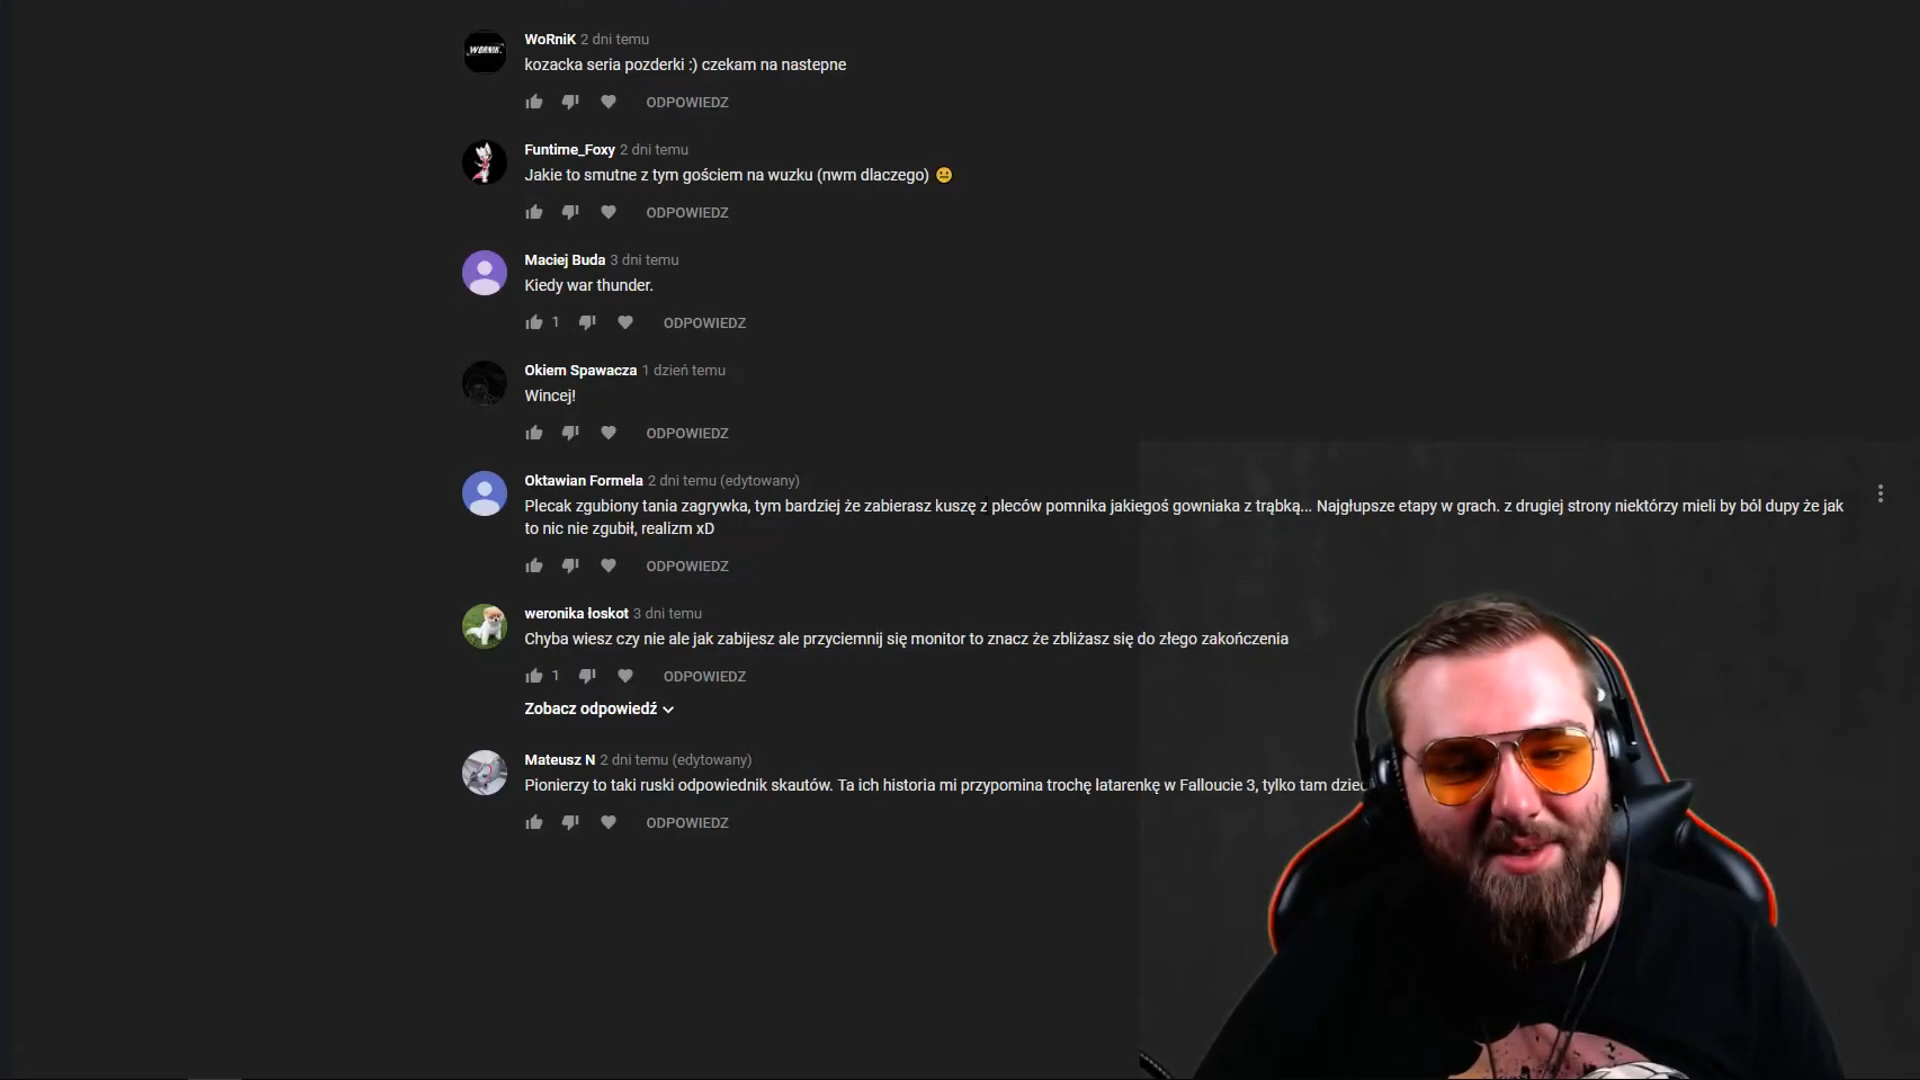 WORNIK.
WoRniK 2 dni temu
kozacka seria pozderki :) czekam na nastepne
ODPOWIEDZ
Funtime_Foxy 2 dni temu
Jakie to smutne z tym gościem na wuzku (nwm dlaczego) 😐
ODPOWIEDZ
Maciej Buda 3 dni temu
Kiedy war thunder.
1 ODPOWIEDZ
Okiem Spawacza 1 dzień temu
Wincej!
ODPOWIEDZ
Oktawian Formela 2 dni temu (edytowany)
Plecak zgubiony tania zagrywka, tym bardziej że zabierasz kuszę z pleców pomnika jakiegoś gowniaka z trąbką... Najgłupsze etapy w grach. z drugiej strony niektórzy mieli by ból dupy że jak
to nic nie zgubił, realizm xD
ODPOWIEDZ
weronika łoskot 3 dni temu
Chyba wiesz czy nie ale jak zabijesz ale przyciemnij się monitor to znacz że zbliżasz się do złego zakończenia
1 ODPOWIEDZ
Zobacz odpowiedź
Mateusz N 2 dni temu (edytowany)
Pionierzy to taki ruski odpowiednik skautów. Ta ich historia mi przypomina trochę latarenkę w Falloucie 3, tylko tam
ODPOWIEDZ